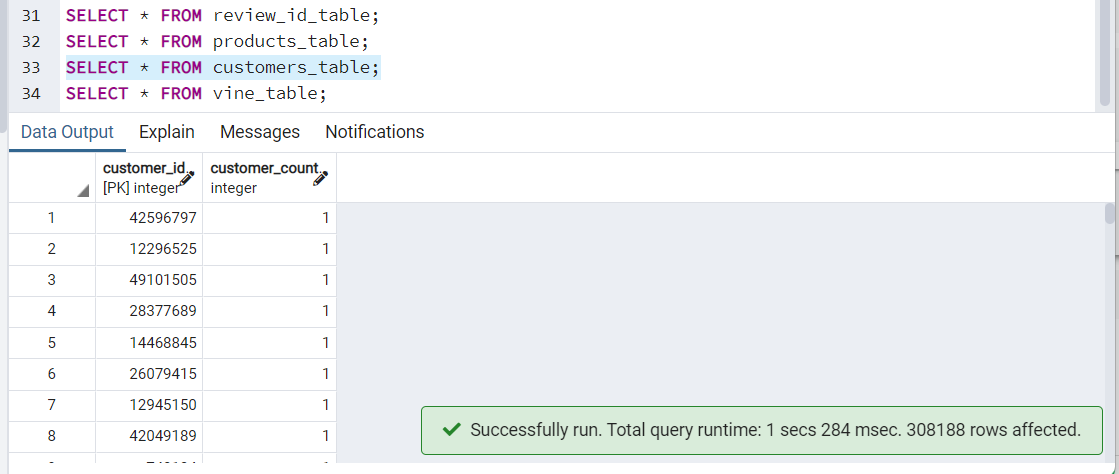 31 SELECT * FROM review_id_table;
32 SELECT * FROM products_table;
33 SELECT * FROM customers_table;
34 SELECT * FROM vine_table;
Data Output Explain Messages Notifications
customer_id customer_count
[PK] integer integer
1 42596797 1
2 12296525 1
3 49101505 1
4 28377689 1
5 14468845 1
6 26079415 1
7 12945150 1
8 42049189 1
Successfully run. Total query runtime: 1 secs 284 msec. 308188 rows affected.